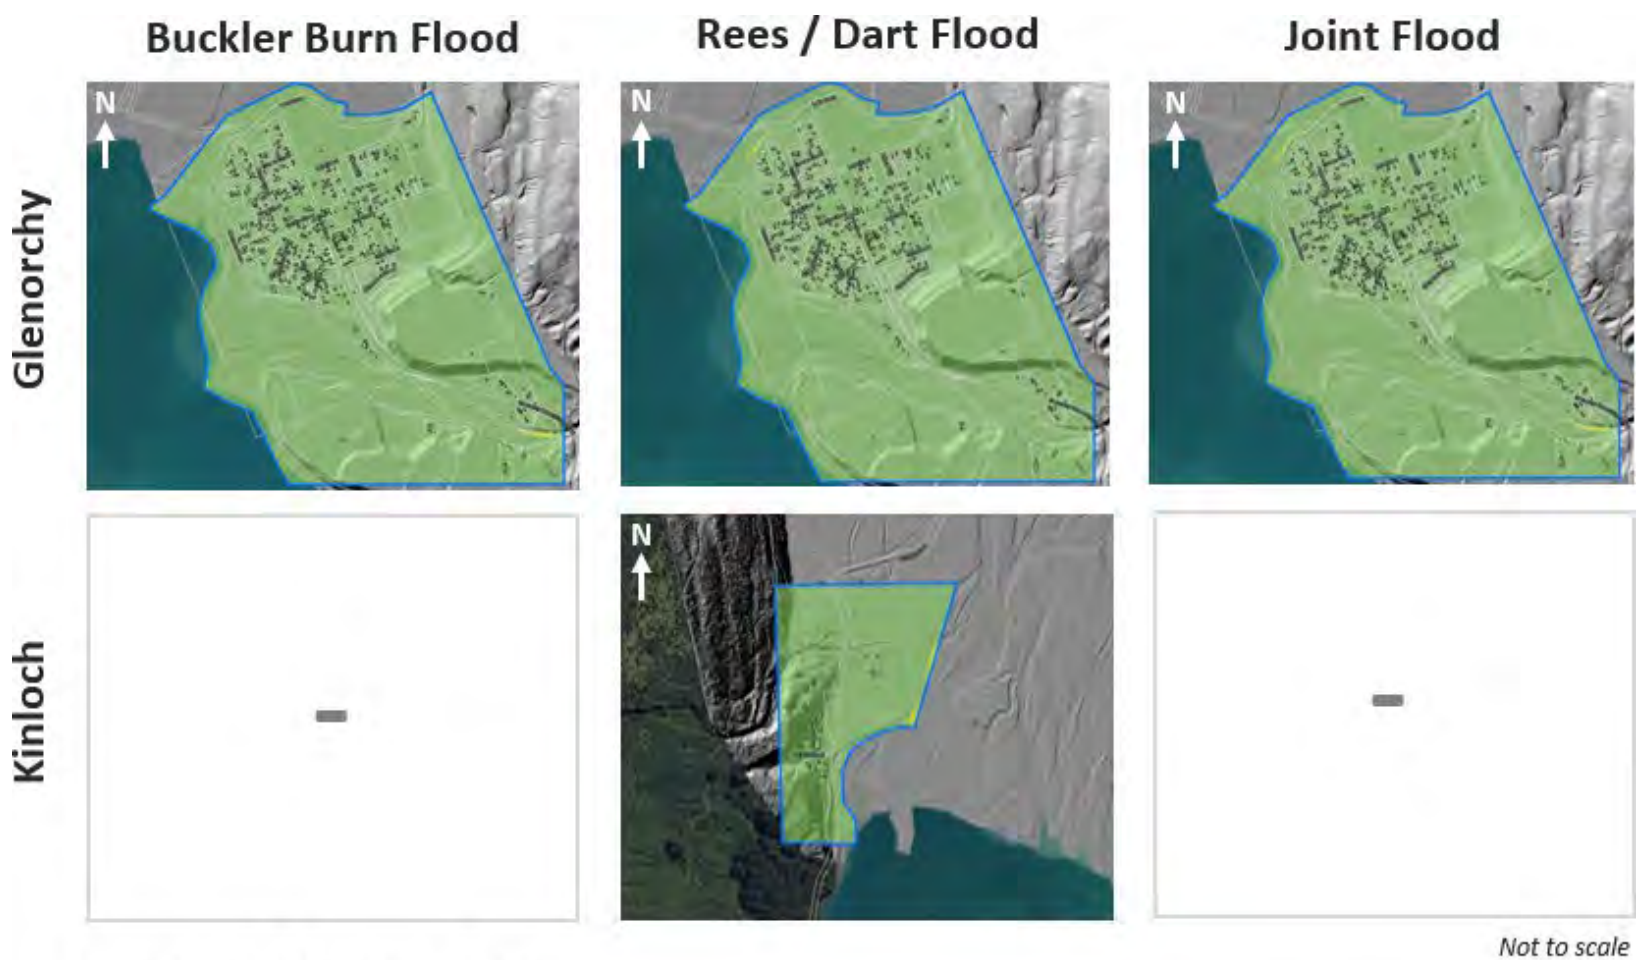 Buckler Burn Flood
Rees / Dart Flood
Joint Flood
Glenorchy
N
N
N
Kinloch
-
N
-
Not to scale